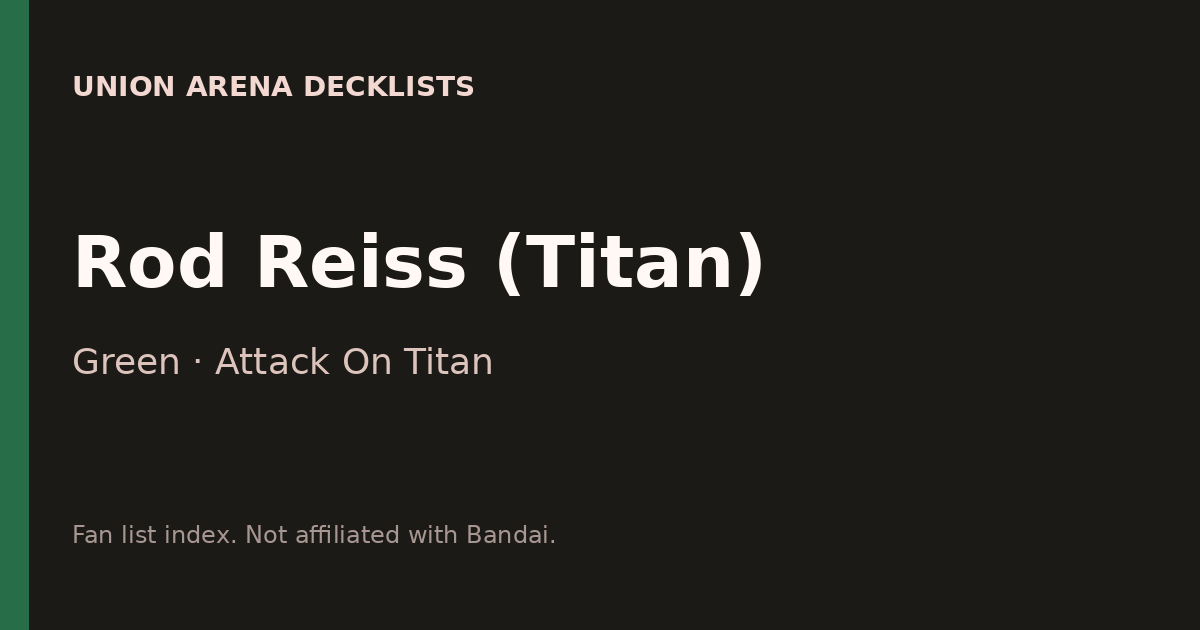 UNION ARENA DECKLISTS
Rod Reiss (Titan)
Green · Attack On Titan
Fan list index. Not affiliated with Bandai.